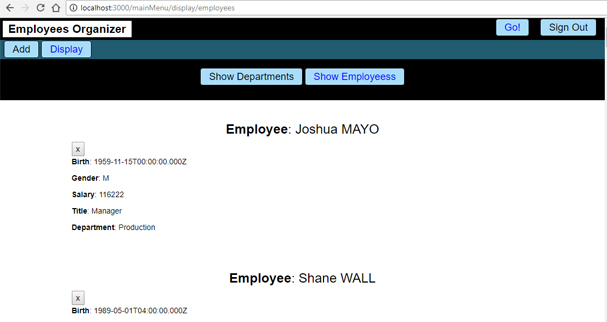 localhost:3000/mainMenu/display/employees
Employees Organizer Go! Sign Out
Add Display
Show Departments Show Employeess
Employee: Joshua MAYO
x
Birth: 1959-11-15T00:00:00.000Z
Gender: M
Salary: 116222
Title: Manager
Department: Production
Employee: Shane WALL
x
Birth: 1989-05-01T04:00:00.000Z